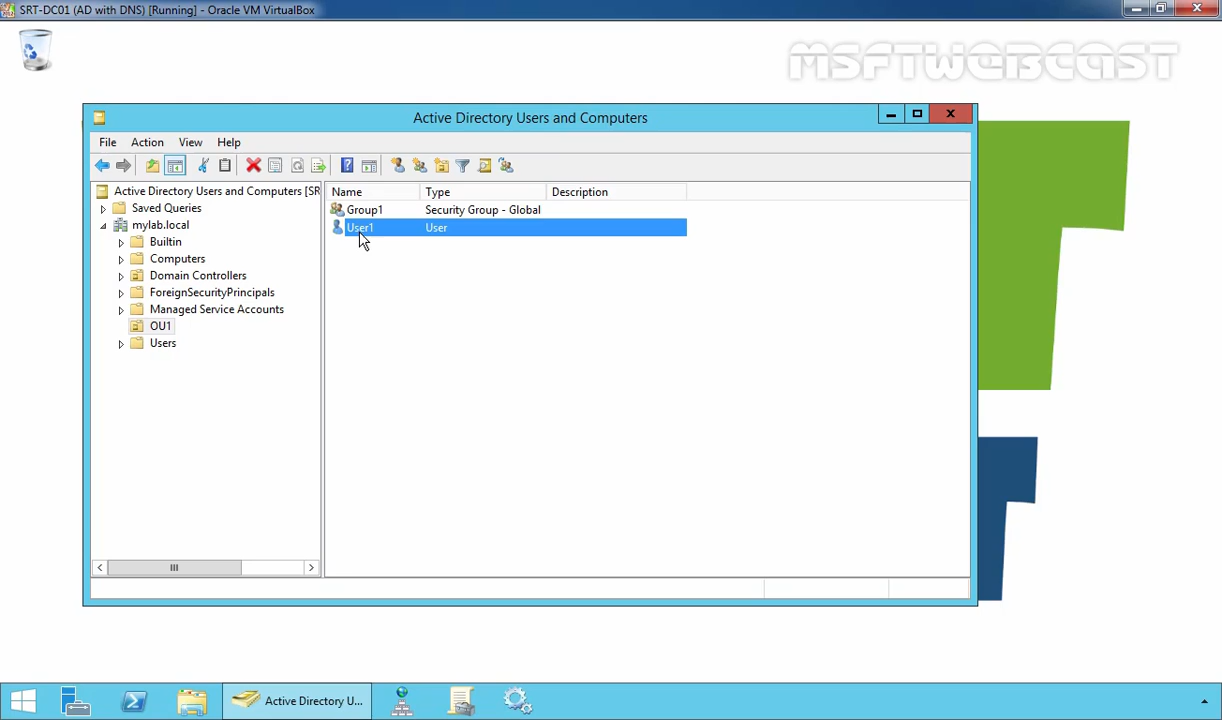 SRT-DC01 (AD with DNS) [Running] - Oracle VM VirtualBox
MSFTWEBCAST
Active Directory Users and Computers
File Action View Help
Active Directory Users and Computers [SR
Saved Queries
mylab.local
Builtin
Computers
Domain Controllers
ForeignSecurityPrincipals
Managed Service Accounts
OU1
Users
Name Type Description
Group1 Security Group - Global
User1 User
Active Directory U...